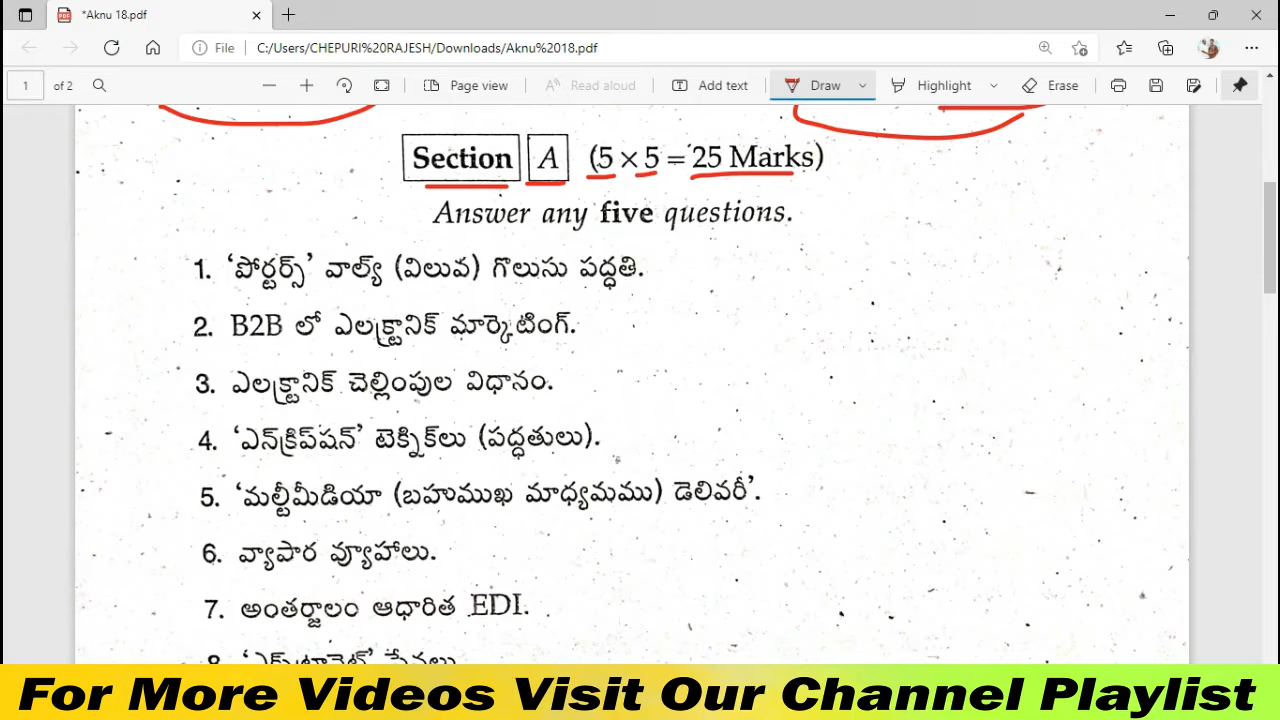 *Aknu 18.pdf
File C:/Users/CHEPURI%20RAJESH/Downloads/Aknu%2018.pdf
1 of 2 Page view Read aloud Add text Draw Highlight Erase
Section A (5 × 5 = 25 Marks)
Answer any five questions.
1. ‘పోర్టర్స్’ వాల్య్ (విలువ) గొలుసు పద్ధతి.
2. B2B లో ఎలక్ట్రానిక్ మార్కెటింగ్.
3. ఎలక్ట్రానిక్ చెల్లింపుల విధానం.
4. ‘ఎన్‌క్రిప్‌షన్’ టెక్నిక్‌లు (పద్ధతులు).
5. ‘మల్టీమీడియా (బహుముఖ మాధ్యమము) డెలివరీ’.
6. వ్యాపార వ్యూహాలు.
7. అంతర్జాలం ఆధారిత EDI.
For More Videos Visit Our Channel Playlist